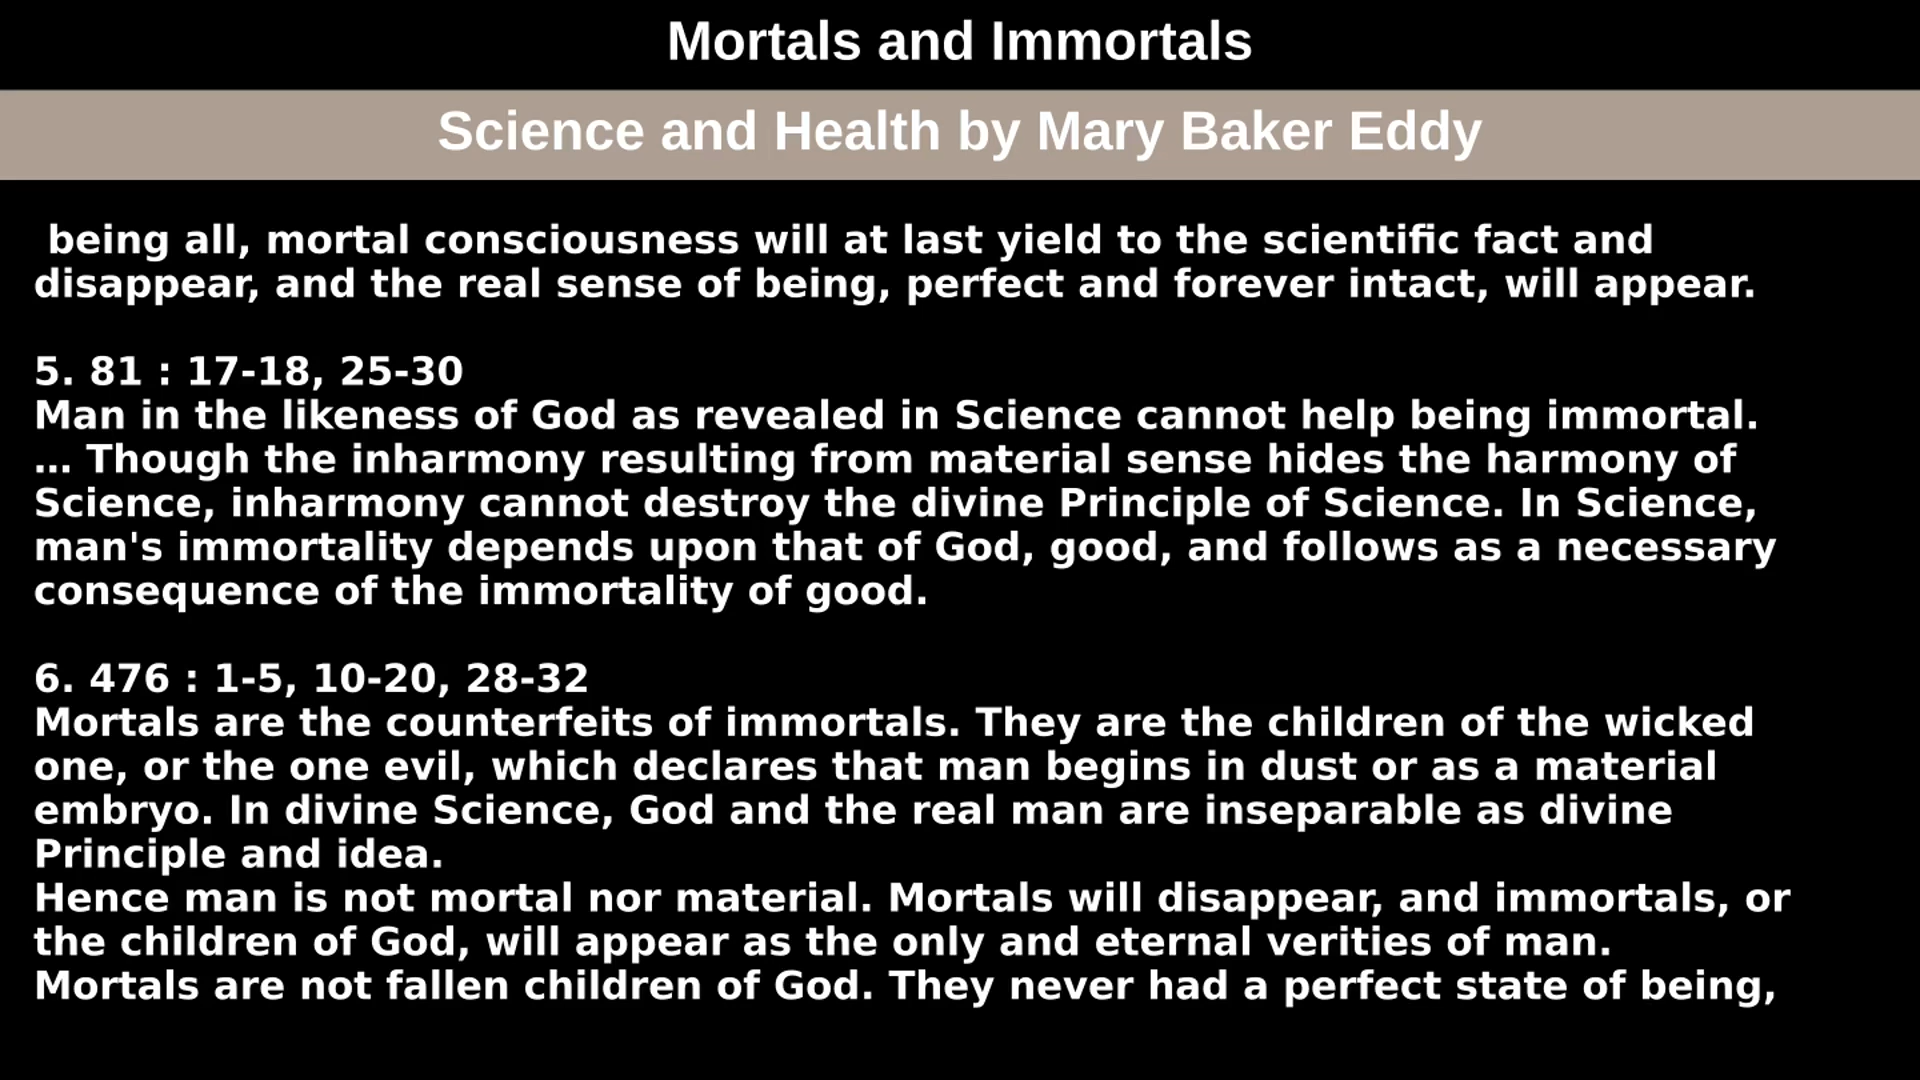 Mortals and Immortals
Science and Health by Mary Baker Eddy
being all, mortal consciousness will at last yield to the scientific fact and
disappear, and the real sense of being, perfect and forever intact, will appear.
5. 81 : 17-18, 25-30
Man in the likeness of God as revealed in Science cannot help being immortal.
... Though the inharmony resulting from material sense hides the harmony of
Science, inharmony cannot destroy the divine Principle of Science. In Science,
man's immortality depends upon that of God, good, and follows as a necessary
consequence of the immortality of good.
6. 476 : 1-5, 10-20, 28-32
Mortals are the counterfeits of immortals. They are the children of the wicked
one, or the one evil, which declares that man begins in dust or as a material
embryo. In divine Science, God and the real man are inseparable as divine
Principle and idea.
Hence man is not mortal nor material. Mortals will disappear, and immortals, or
the children of God, will appear as the only and eternal verities of man.
Mortals are not fallen children of God. They never had a perfect state of being,